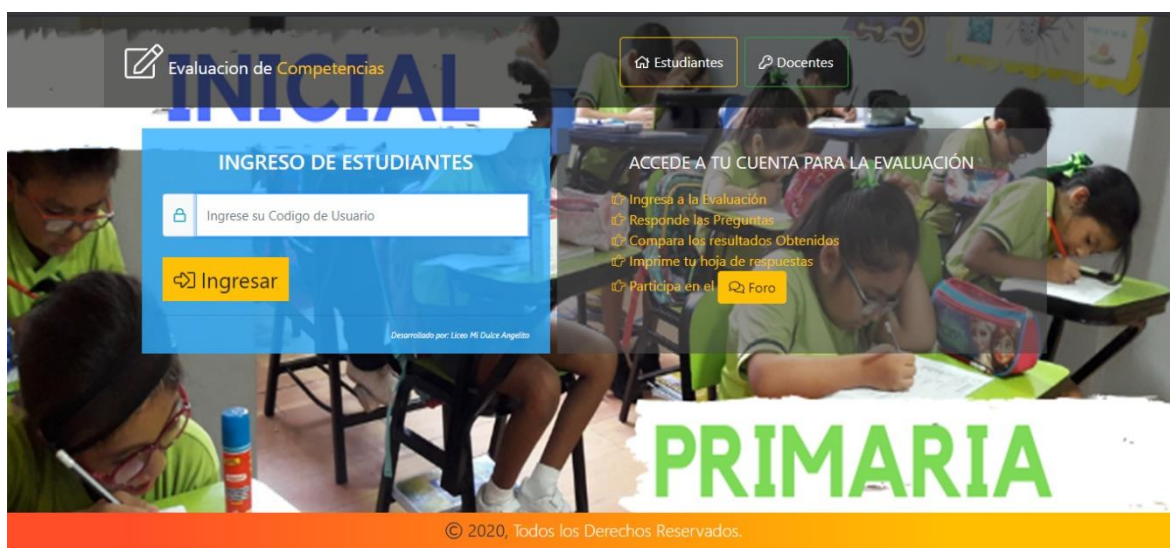 Evaluacion de Competencias
Estudiantes
Docentes
INICIAL
INGRESO DE ESTUDIANTES
Ingrese su Codigo de Usuario
Ingresar
Desarrollado por: Liceo Mi Dulce Angelito
ACCEDE A TU CUENTA PARA LA EVALUACIÓN
Ingresa a la Evaluación
Responde las Preguntas
Compara los resultados Obtenidos
Imprime tu hoja de respuestas
Participa en el Foro
PRIMARIA
© 2020, Todos los Derechos Reservados.